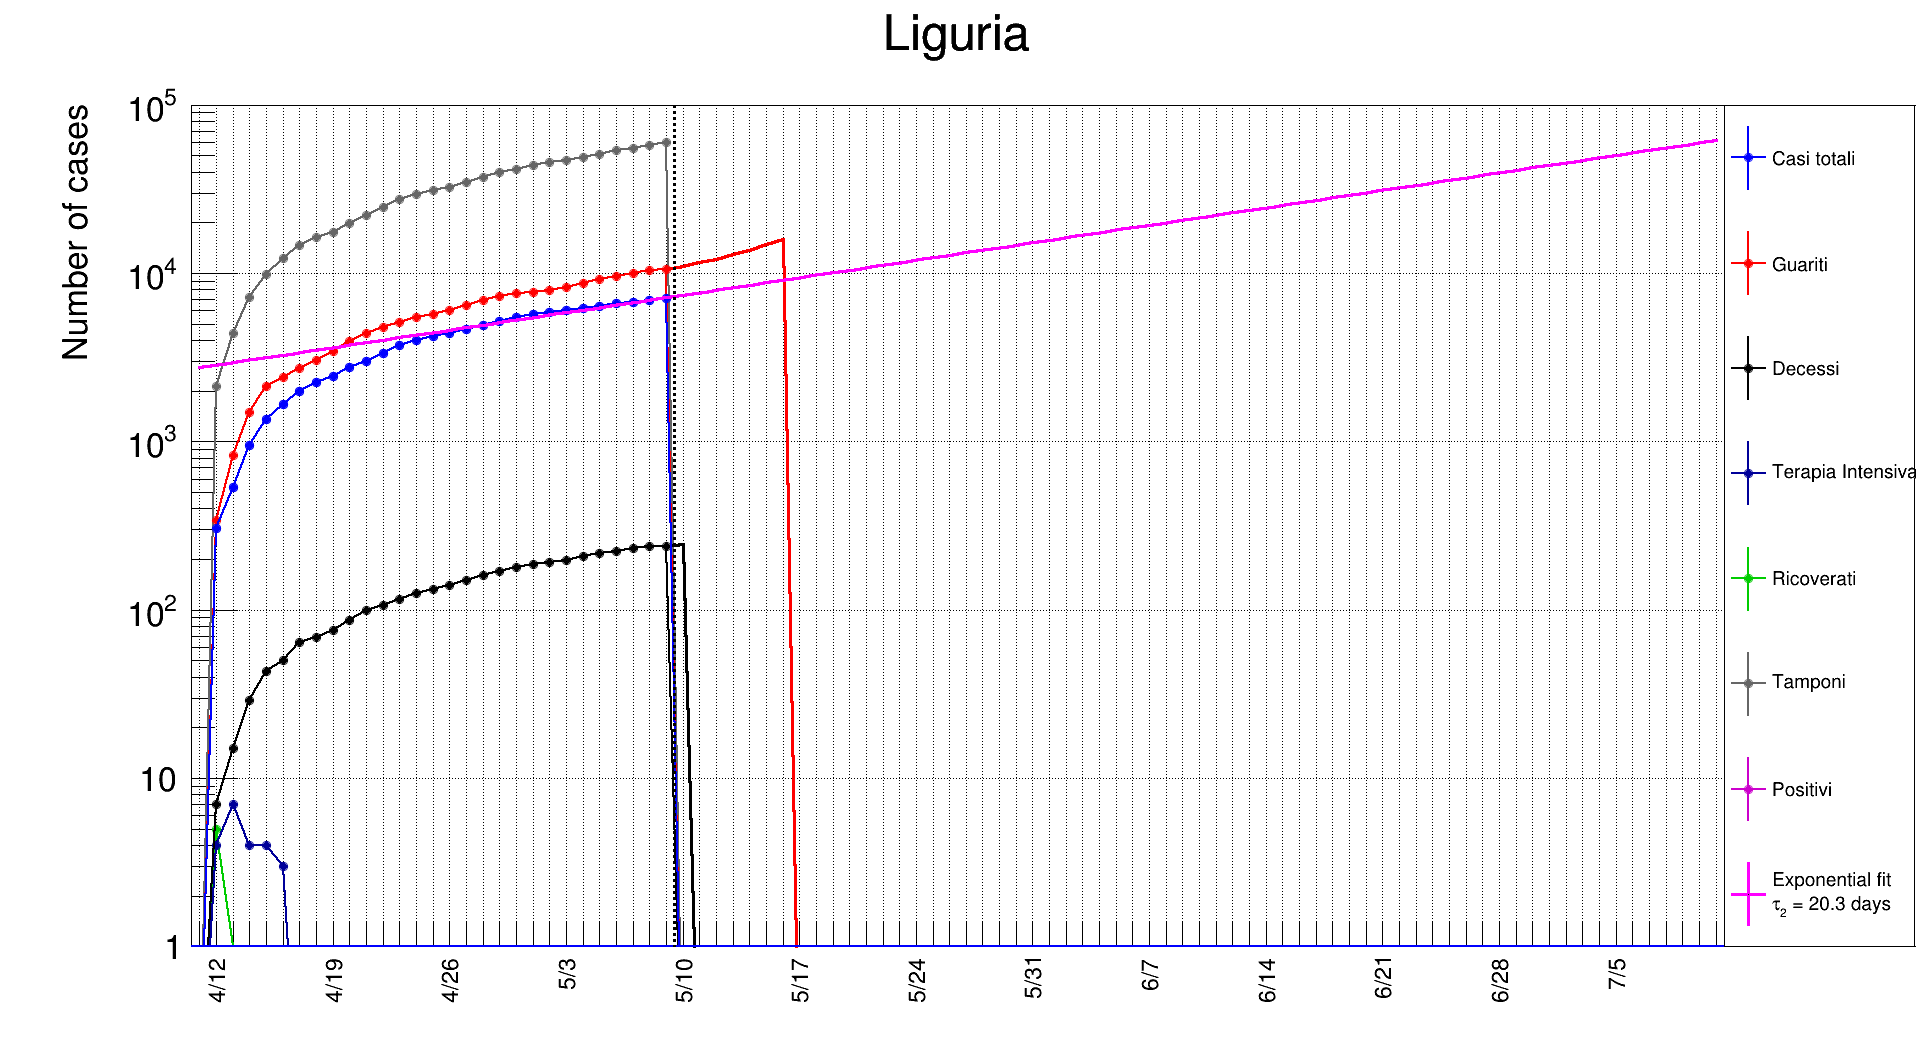 Liguria
Number of cases
10^5
10^4
10^3
10^2
10
1
4/12
4/19
4/26
5/3
5/10
5/17
5/24
5/31
6/7
6/14
6/21
6/28
7/5
Casi totali
Guariti
Decessi
Terapia Intensiva
Ricoverati
Tamponi
Positivi
Exponential fit
τ₂ = 20.3 days